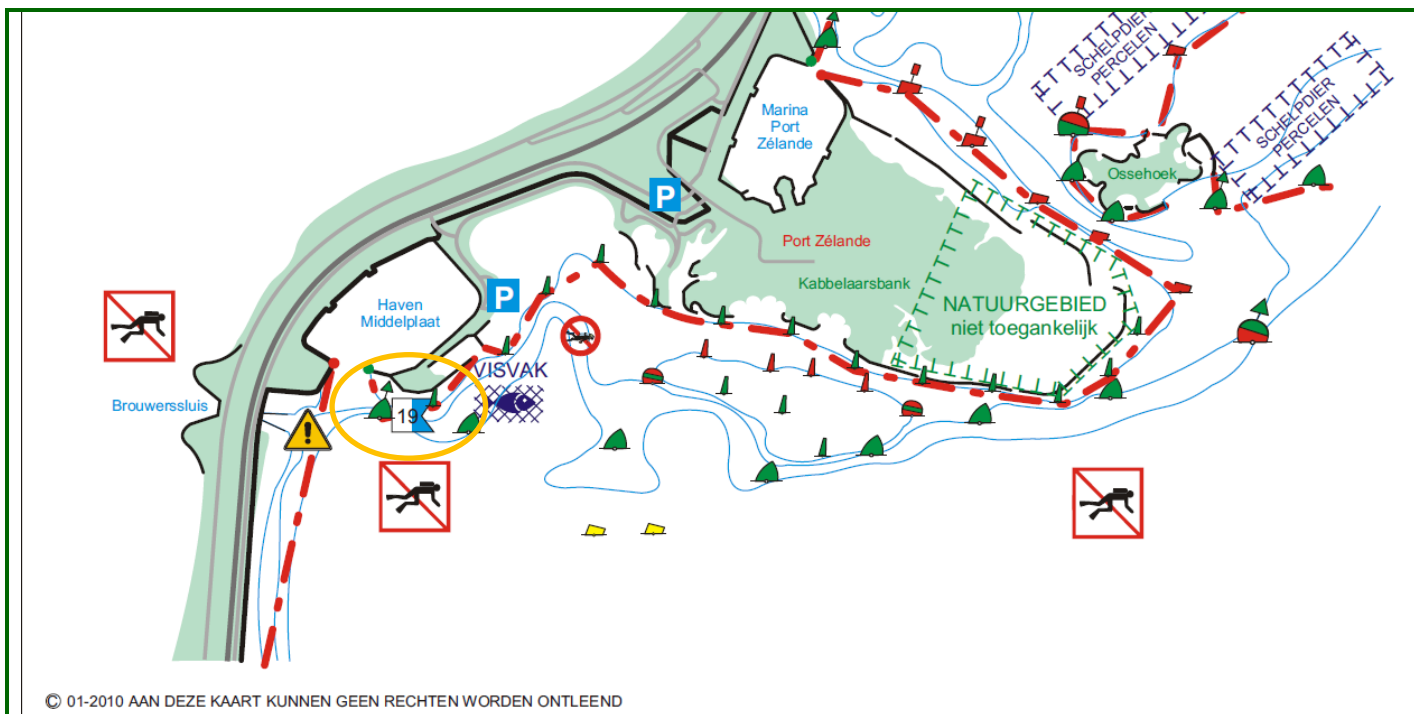 SCHELPDIER
PERCELEN
SCHELPDIER
PERCELEN
Marina
Port
Zélande
Ossehoek
P
Port Zélande
Kabbelaarsbank
NATUURGEBIED
niet toegankelijk
P
Haven
Middelplaat
VISVAK
Brouwerssluis
19
!
© 01-2010 AAN DEZE KAART KUNNEN GEEN RECHTEN WORDEN ONTLEEND